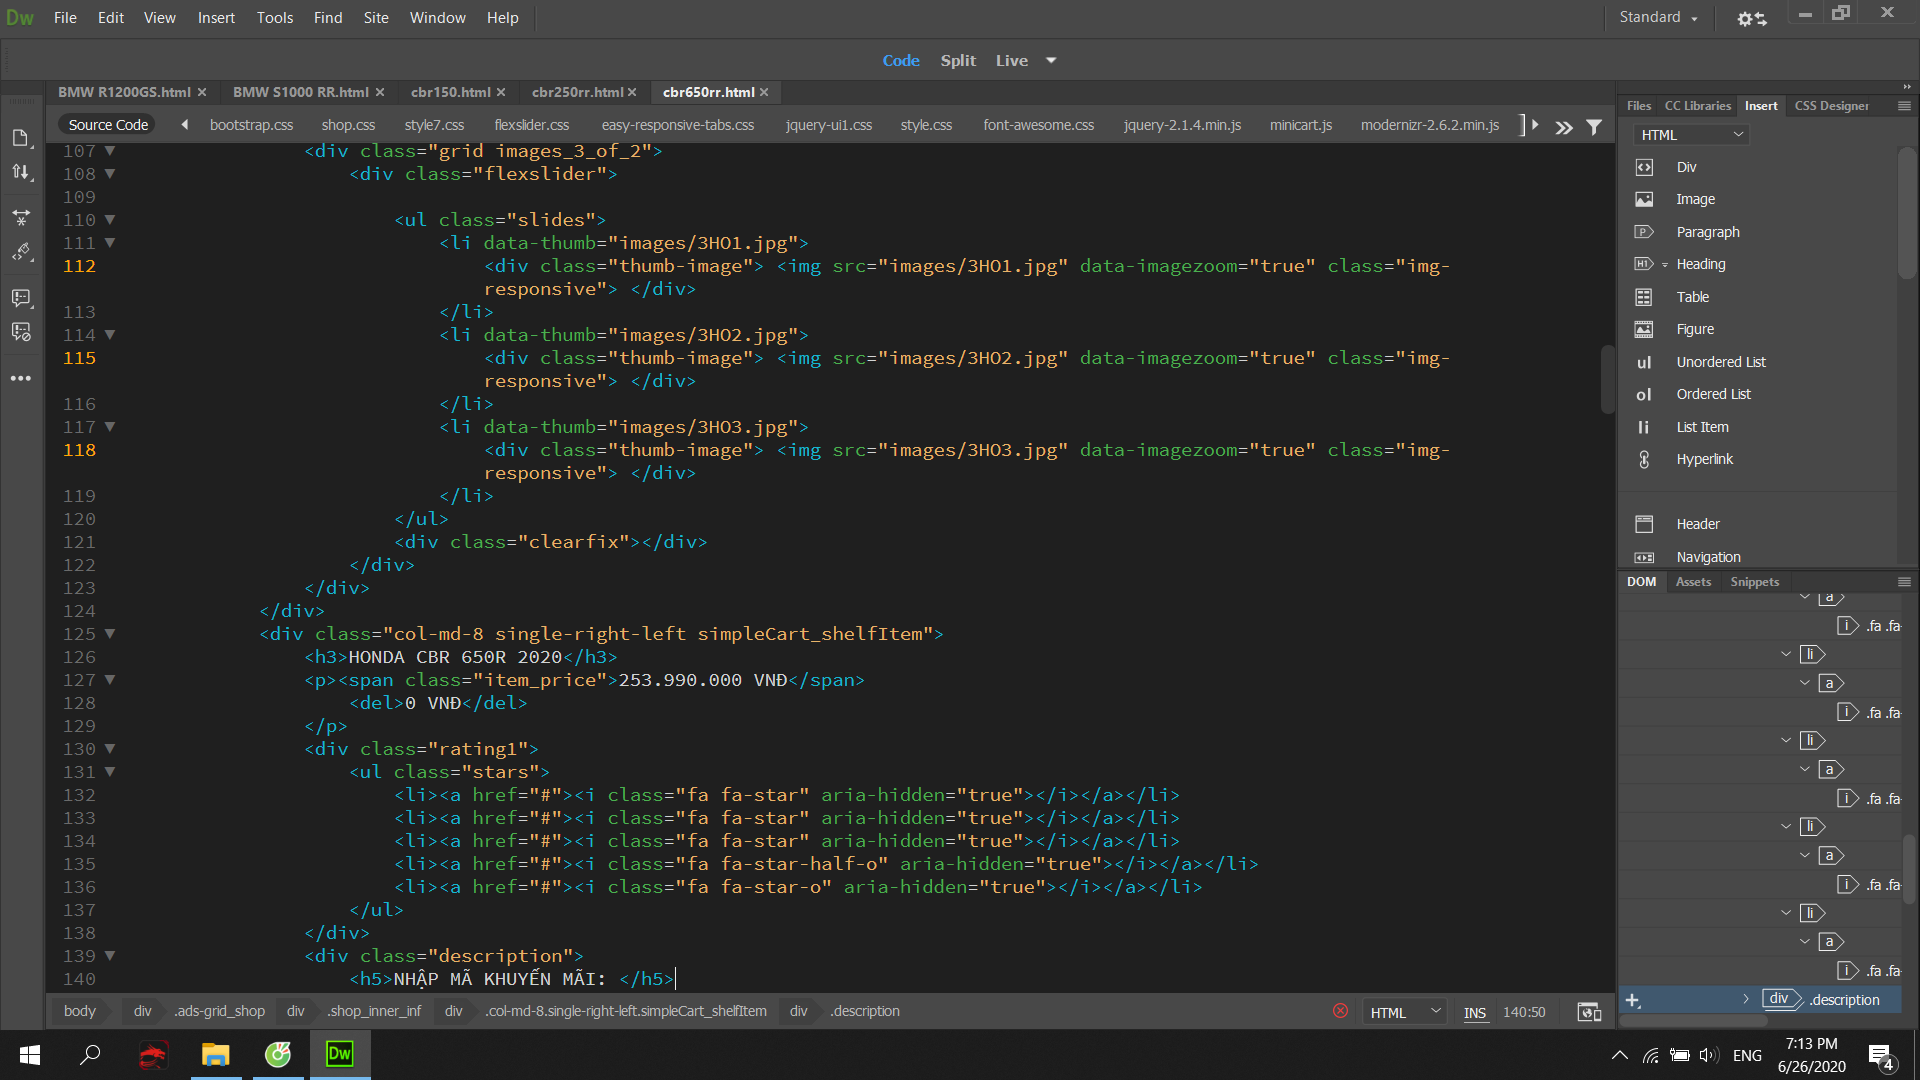 Dw File Edit View Insert Tools Find Site Window Help Standard
Code Split Live
BMW R1200GS.html BMW S1000 RR.html cbr150.html cbr250rr.html cbr650rr.html
Source Code bootstrap.css shop.css style7.css flexslider.css easy-responsive-tabs.css jquery-ui1.css style.css font-awesome.css jquery-2.1.4.min.js minicart.js modernizr-2.6.2.min.js
107 <div class="grid images_3_of_2">
108 <div class="flexslider">
109
110 <ul class="slides">
111 <li data-thumb="images/3HO1.jpg">
112 <div class="thumb-image"> <img src="images/3HO1.jpg" data-imagezoom="true" class="img-
responsive"> </div>
113 </li>
114 <li data-thumb="images/3HO2.jpg">
115 <div class="thumb-image"> <img src="images/3HO2.jpg" data-imagezoom="true" class="img-
responsive"> </div>
116 </li>
117 <li data-thumb="images/3HO3.jpg">
118 <div class="thumb-image"> <img src="images/3HO3.jpg" data-imagezoom="true" class="img-
responsive"> </div>
119 </li>
120 </ul>
121 <div class="clearfix"></div>
122 </div>
123 </div>
124 </div>
125 <div class="col-md-8 single-right-left simpleCart_shelfItem">
126 <h3>HONDA CBR 650R 2020</h3>
127 <p><span class="item_price">253.990.000 VNĐ</span>
128 <del>0 VNĐ</del>
129 </p>
130 <div class="rating1">
131 <ul class="stars">
132 <li><a href="#"><i class="fa fa-star" aria-hidden="true"></i></a></li>
133 <li><a href="#"><i class="fa fa-star" aria-hidden="true"></i></a></li>
134 <li><a href="#"><i class="fa fa-star" aria-hidden="true"></i></a></li>
135 <li><a href="#"><i class="fa fa-star-half-o" aria-hidden="true"></i></a></li>
136 <li><a href="#"><i class="fa fa-star-o" aria-hidden="true"></i></a></li>
137 </ul>
138 </div>
139 <div class="description">
140 <h5>NHẬP MÃ KHUYẾN MÃI: </h5>
body div .ads-grid_shop div .shop_inner_inf div .col-md-8.single-right-left.simpleCart_shelfItem div .description HTML INS 140:50
Files CC Libraries Insert CSS Designer
HTML
Div
Image
P Paragraph
H1 Heading
Table
Figure
ul Unordered List
ol Ordered List
li List Item
Hyperlink
Header
Navigation
DOM Assets Snippets
a
i .fa .fa-
li
a
i .fa .fa-
li
a
i .fa .fa-
li
a
i .fa .fa-
li
a
i .fa .fa-
div .description
Dw
ENG
7:13 PM
6/26/2020
4